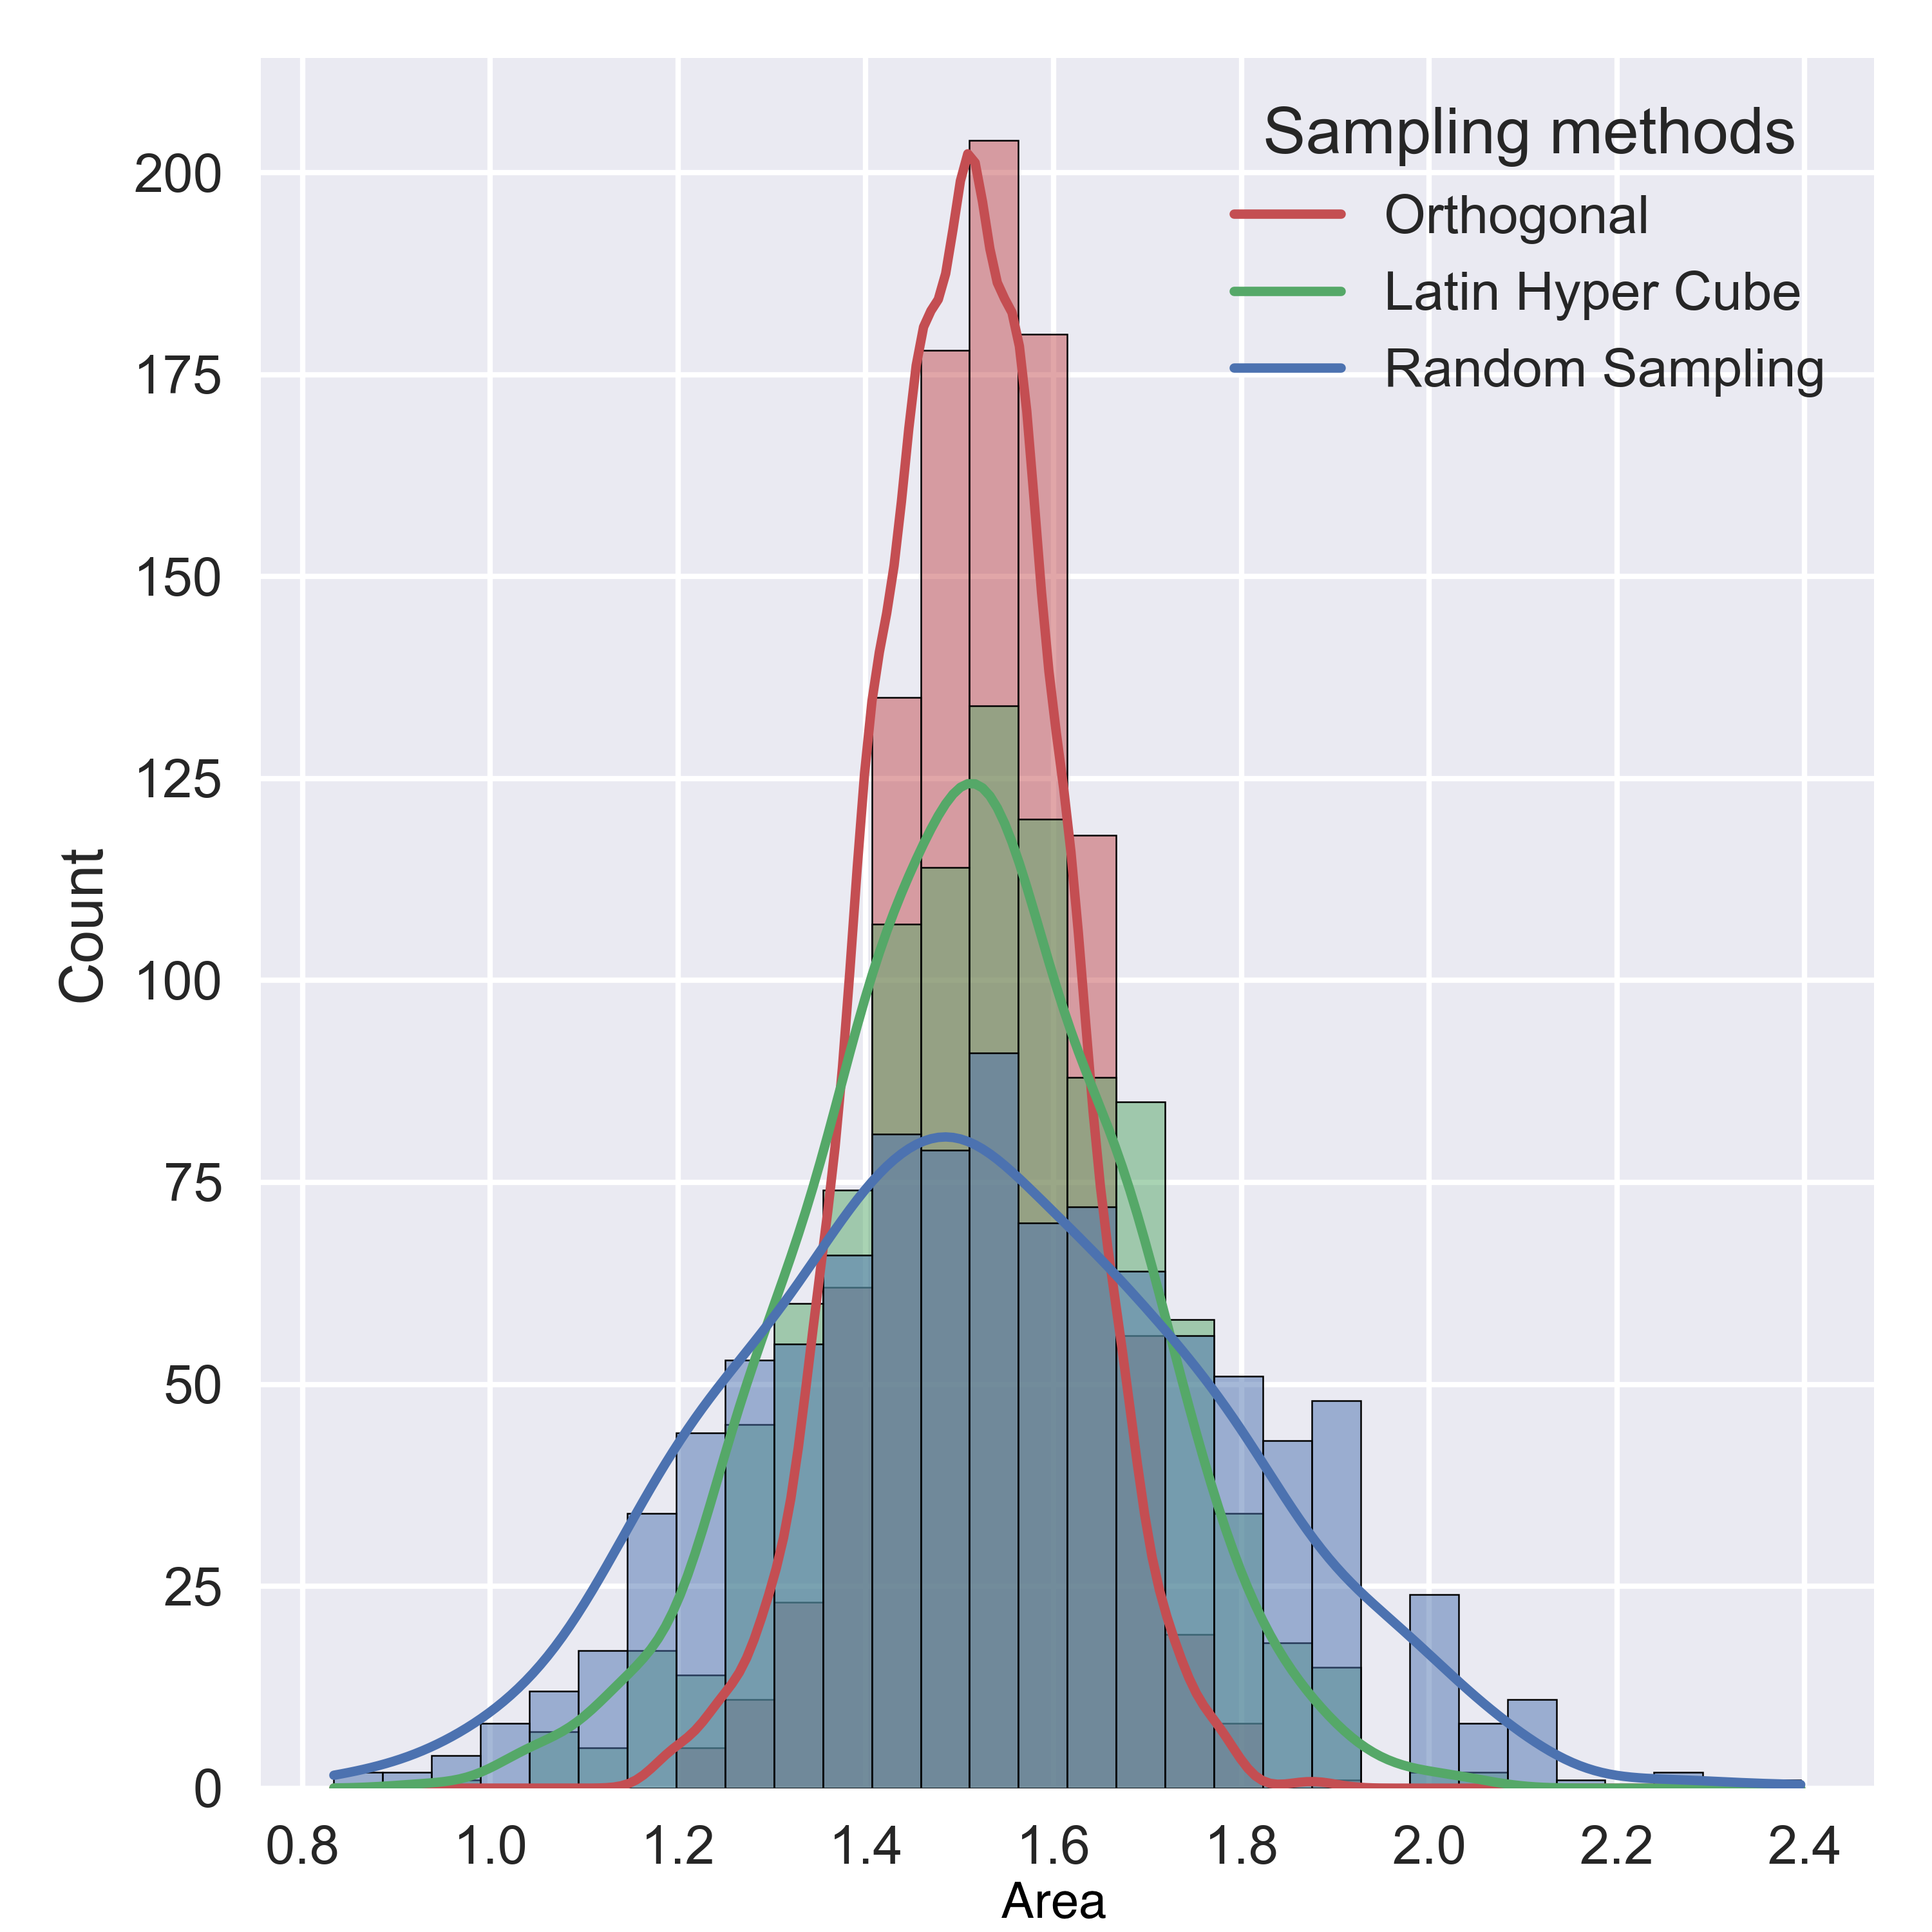 Sampling methods
Orthogonal
Latin Hyper Cube
Random Sampling
Count
200
175
150
125
100
75
50
25
0
0.8 1.0 1.2 1.4 1.6 1.8 2.0 2.2 2.4
Area